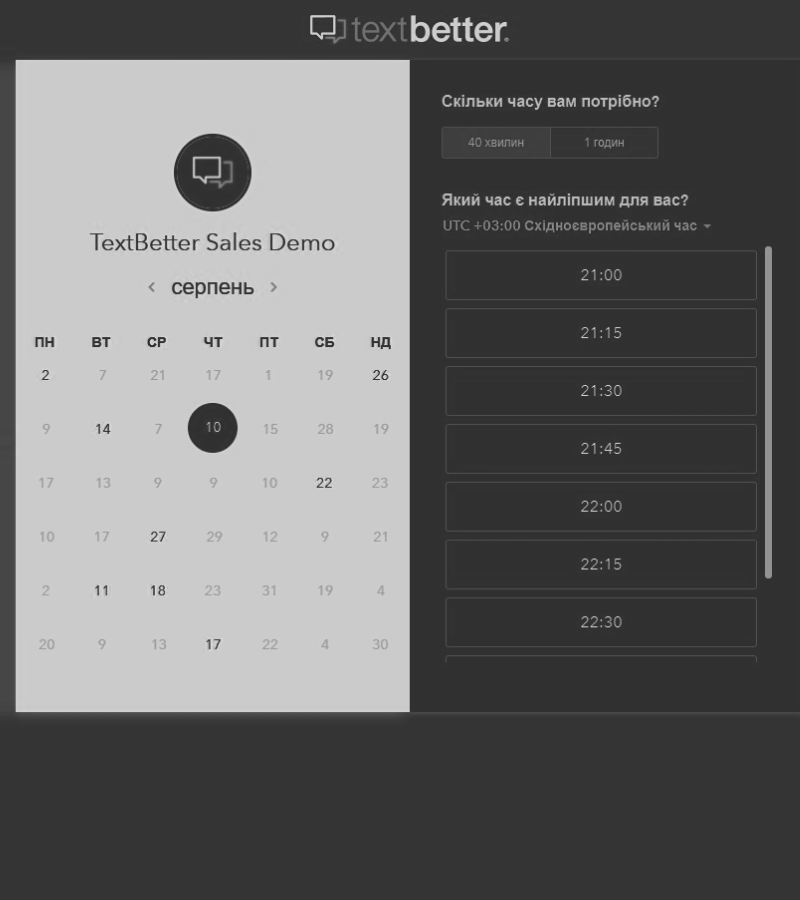 textbetter.
TextBetter Sales Demo
серпень
ПН ВТ СР ЧТ ПТ СБ НД
2 7 21 17 1 19 26
9 14 7 10 15 28 19
17 13 9 9 10 22 23
10 17 27 29 12 9 21
2 11 18 23 31 19 4
20 9 13 17 22 4 30
Скільки часу вам потрібно?
40 хвилин 1 годин
Який час є найліпшим для вас?
UTC +03:00 Східноєвропейський час
21:00
21:15
21:30
21:45
22:00
22:15
22:30